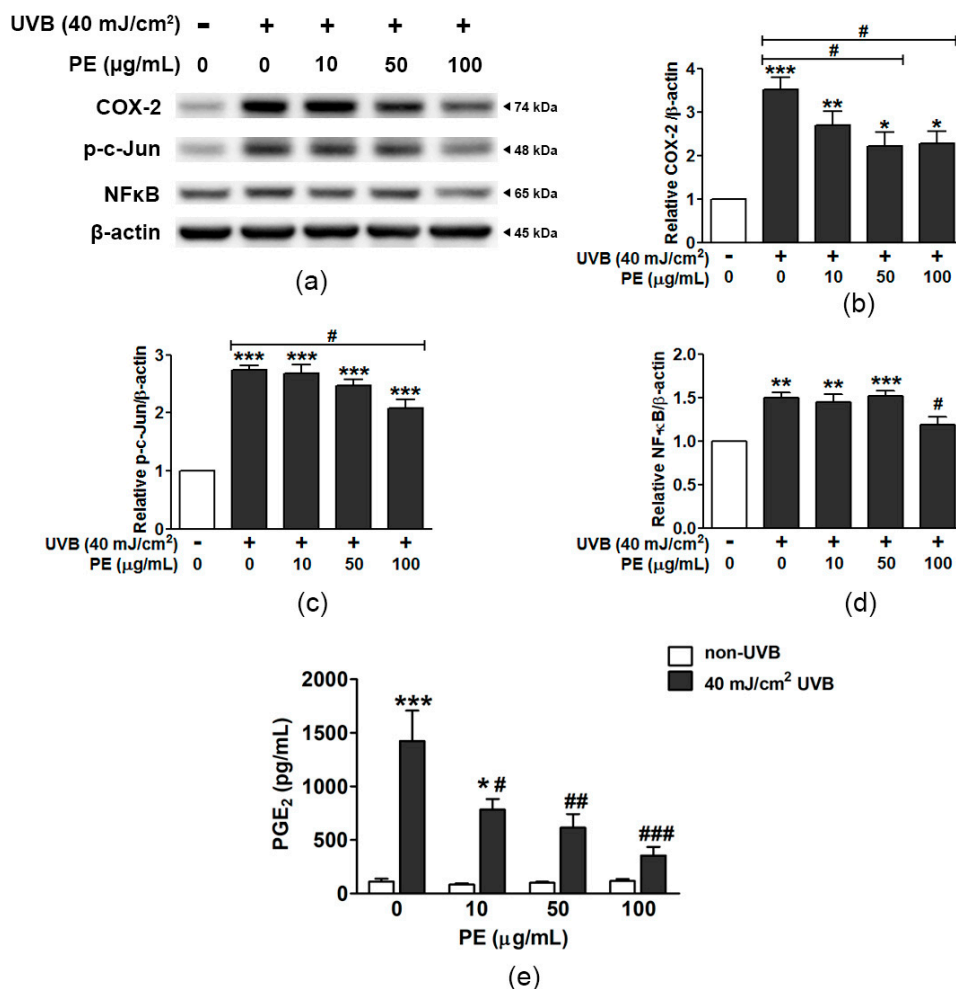 UVB (40 mJ/cm²) - + + + +
PE (µg/mL) 0 0 10 50 100
COX-2 ◄74 kDa
p-c-Jun ◄48 kDa
NFκB ◄65 kDa
β-actin ◄45 kDa
(a)
Relative COX-2 /β-actin
4
3
2
1
0
***
**
*
*
#
#
UVB (40 mJ/cm²) - + + + +
PE (µg/mL) 0 0 10 50 100
(b)
Relative p-c-Jun/β-actin
3
2
1
0
#
*** *** *** ***
UVB (40 mJ/cm²) - + + + +
PE (µg/mL) 0 0 10 50 100
(c)
Relative NF-κB/β-actin
2.0
1.5
1.0
0.5
0.0
** ** *** #
UVB (40 mJ/cm²) - + + + +
PE (µg/mL) 0 0 10 50 100
(d)
non-UVB
40 mJ/cm² UVB
PGE₂ (pg/mL)
2000
1500
1000
500
0
***
* #
##
###
0 10 50 100
PE (µg/mL)
(e)